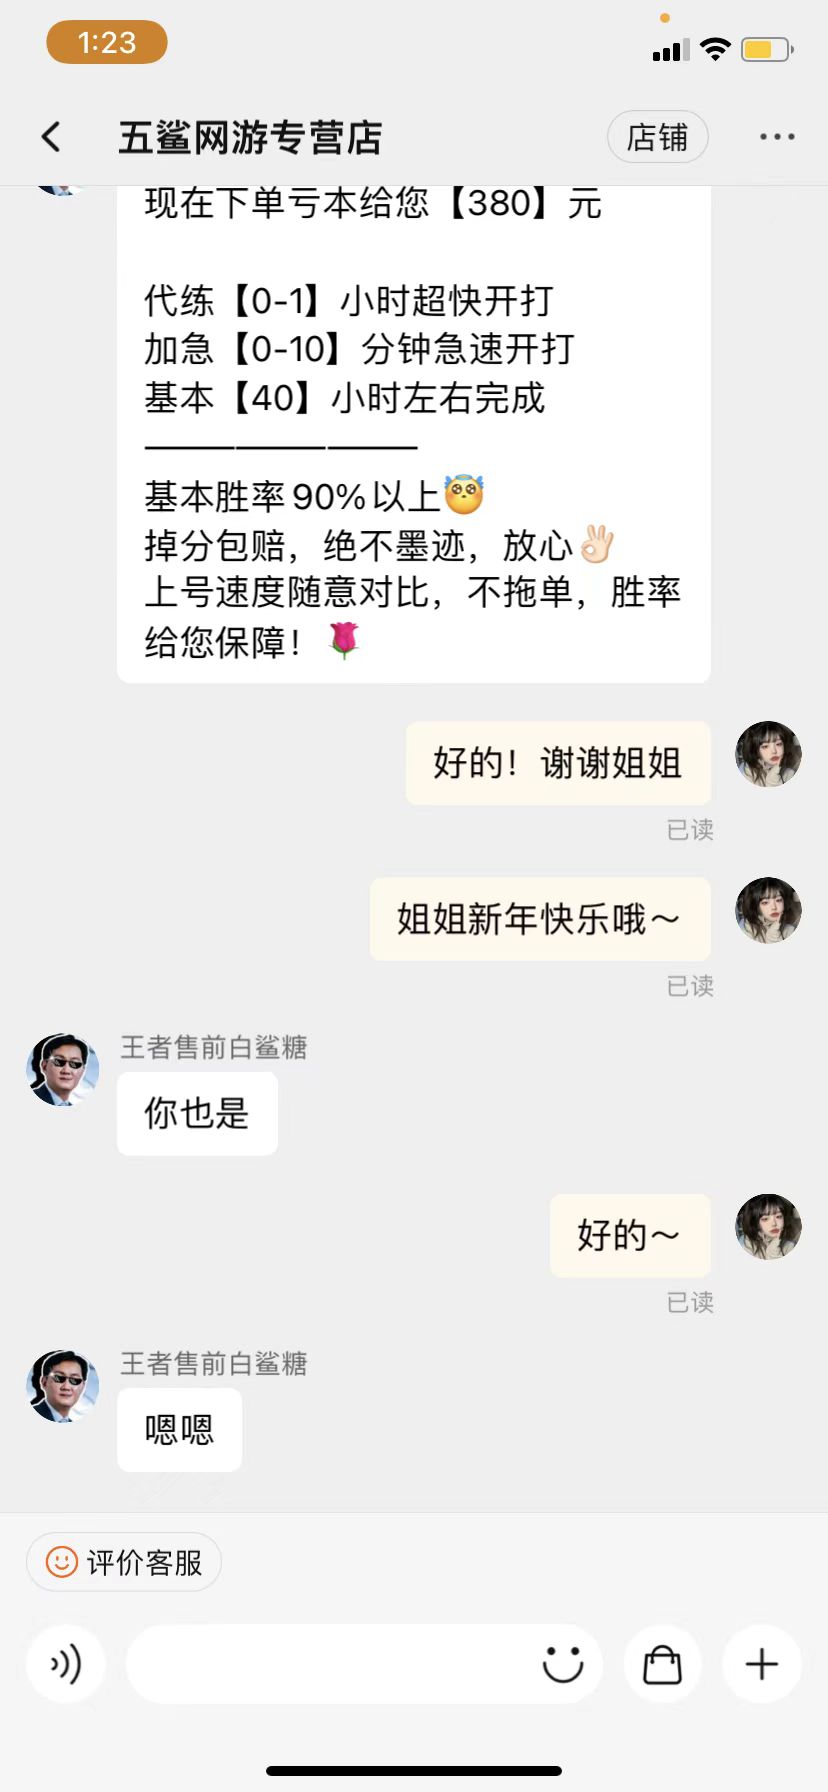 1:23
五鲨网游专营店
店铺
现在下单亏本给您【380】元
代练【0-1】小时超快开打
加急【0-10】分钟急速开打
基本【40】小时左右完成
————————
基本胜率90%以上😇
掉分包赔，绝不墨迹，放心👌🏻
上号速度随意对比，不拖单，胜率
给您保障！🌹
好的！谢谢姐姐
已读
姐姐新年快乐哦～
已读
王者售前白鲨糖
你也是
好的～
已读
王者售前白鲨糖
嗯嗯
评价客服